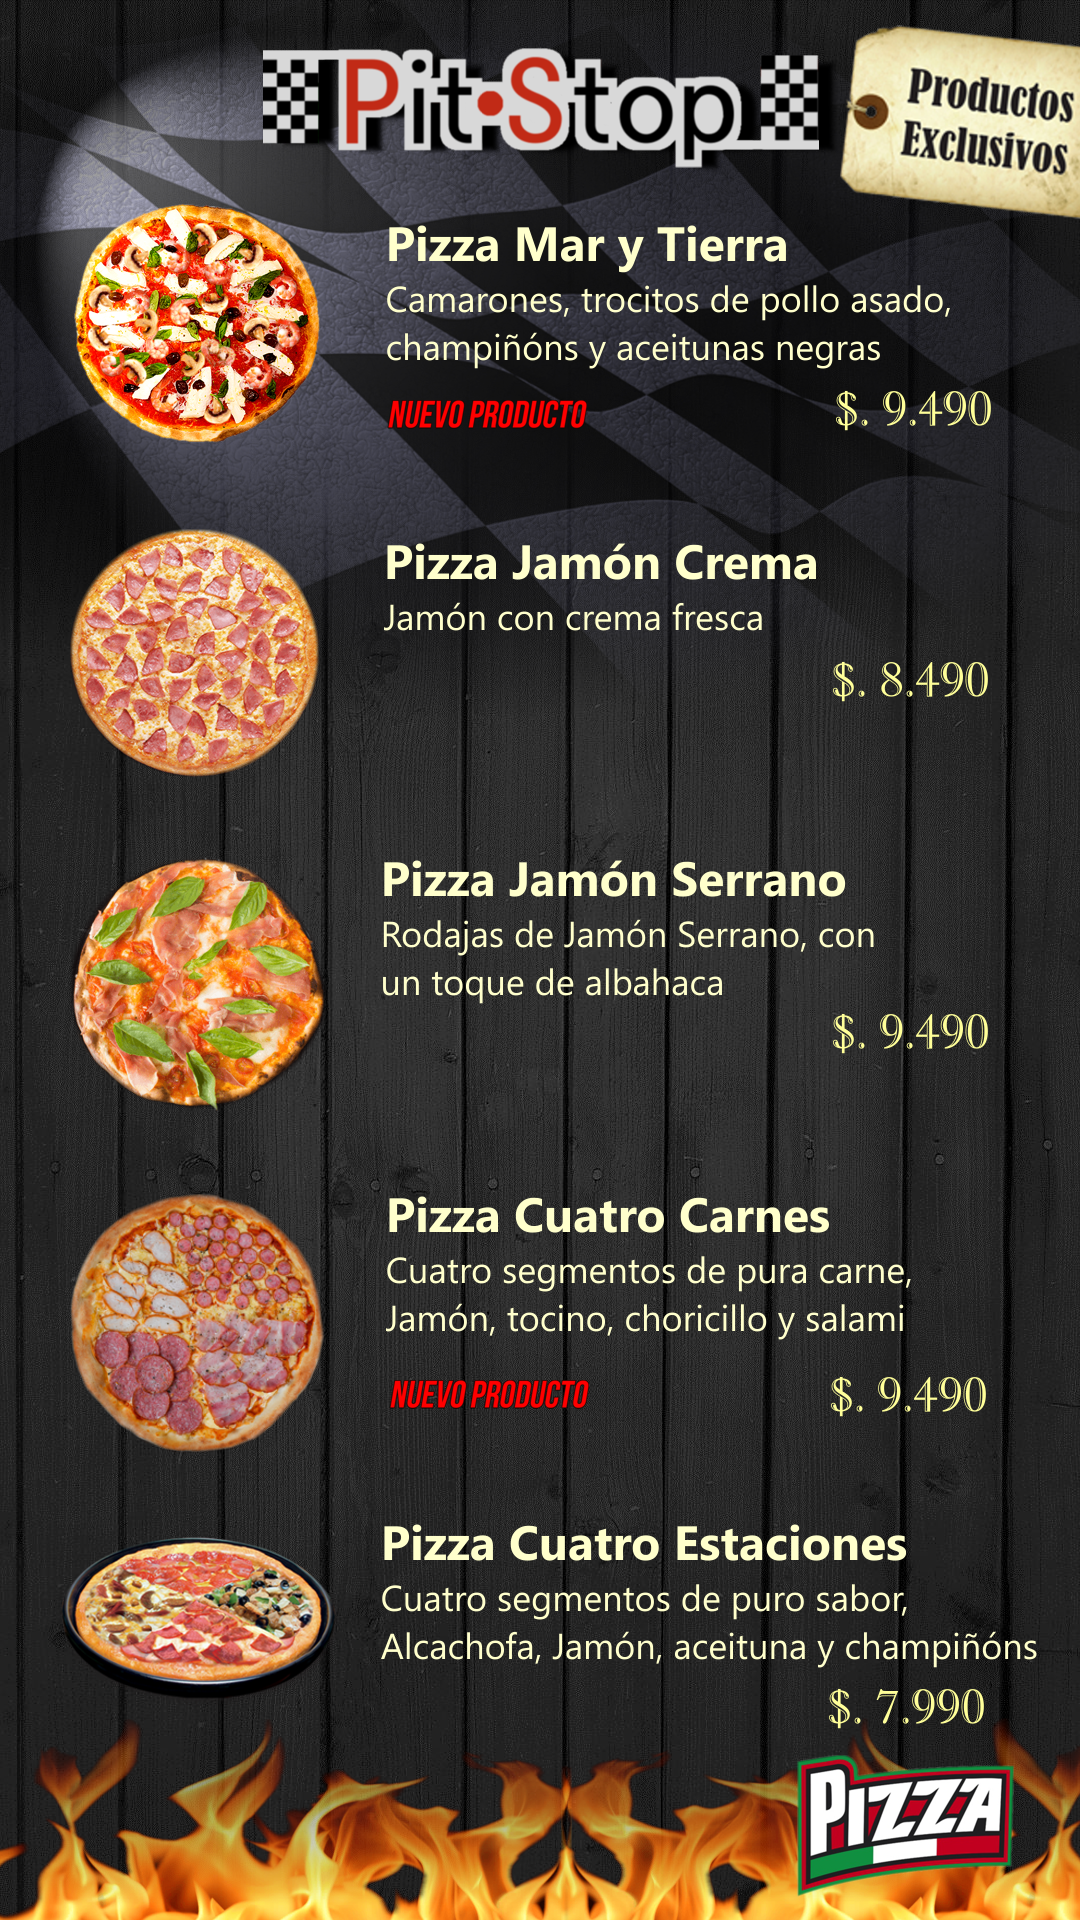 Pit•Stop
Productos
Exclusivos
Pizza Mar y Tierra
Camarones, trocitos de pollo asado,
champiñóns y aceitunas negras
NUEVO PRODUCTO
$. 9.490
Pizza Jamón Crema
Jamón con crema fresca
$. 8.490
Pizza Jamón Serrano
Rodajas de Jamón Serrano, con
un toque de albahaca
$. 9.490
Pizza Cuatro Carnes
Cuatro segmentos de pura carne,
Jamón, tocino, choricillo y salami
NUEVO PRODUCTO
$. 9.490
Pizza Cuatro Estaciones
Cuatro segmentos de puro sabor,
Alcachofa, Jamón, aceituna y champiñóns
$. 7.990
PIZZA